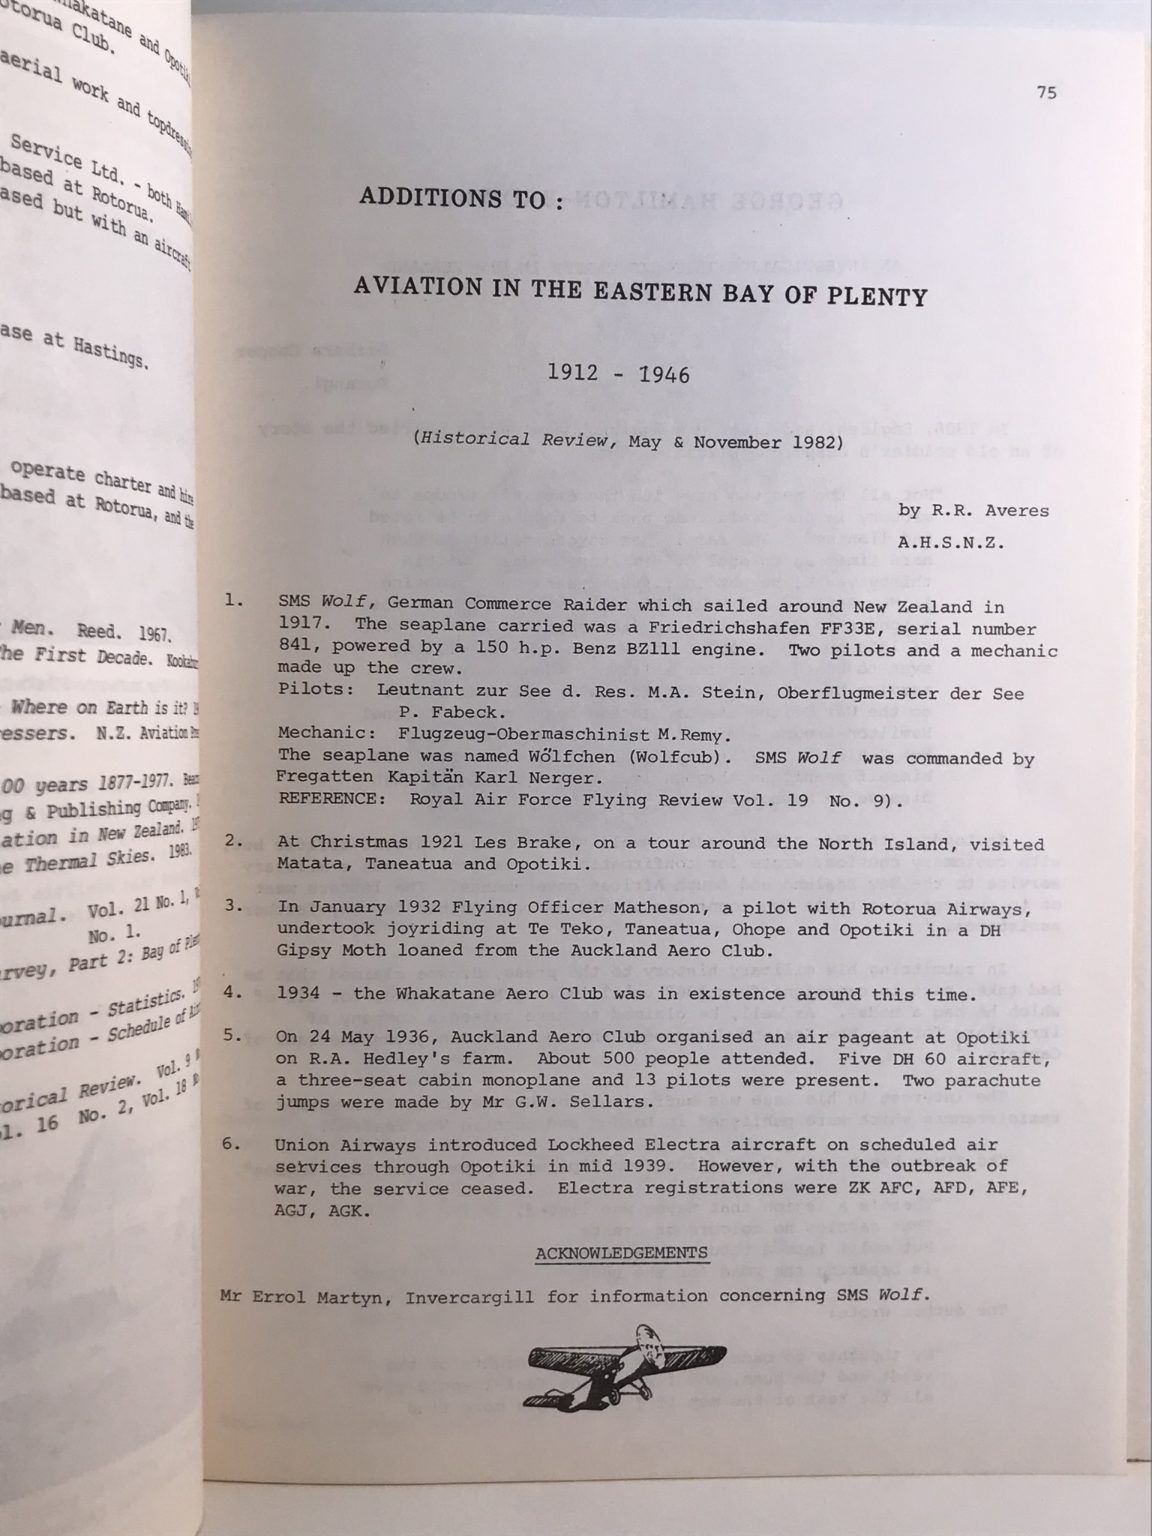 akatane and Opotiki
otorua Club.
aerial work and topdressing
Service Ltd. - both
based at Rotorua.
ased but with an aircraft
ase at Hastings.
operate charter and hire
based at Rotorua, and the
Men. Reed. 1967.
he First Decade.
Where on Earth is it?
essers. N.Z. Aviation
00 years 1877-1977.
g & Publishing Company.
ation in New Zealand.
e Thermal Skies. 1983.
urnal. Vol. 21 No. 1,
No. 1.
rvey, Part 2: Bay of
oration - Statistics.
oration - Schedule of
orical Review. Vol. 9
l. 16 No. 2, Vol. 18
75
ADDITIONS TO :
AVIATION IN THE EASTERN BAY OF PLENTY
1912 - 1946
(Historical Review, May & November 1982)
by R.R. Averes
A.H.S.N.Z.
1. SMS Wolf, German Commerce Raider which sailed around New Zealand in
1917. The seaplane carried was a Friedrichshafen FF33E, serial number
841, powered by a 150 h.p. Benz BZlll engine. Two pilots and a mechanic
made up the crew.
Pilots: Leutnant zur See d. Res. M.A. Stein, Oberflugmeister der See
P. Fabeck.
Mechanic: Flugzeug-Obermaschinist M.Remy.
The seaplane was named Wölfchen (Wolfcub). SMS Wolf was commanded by
Fregatten Kapitän Karl Nerger.
REFERENCE: Royal Air Force Flying Review Vol. 19 No. 9).
2. At Christmas 1921 Les Brake, on a tour around the North Island, visited
Matata, Taneatua and Opotiki.
3. In January 1932 Flying Officer Matheson, a pilot with Rotorua Airways,
undertook joyriding at Te Teko, Taneatua, Ohope and Opotiki in a DH
Gipsy Moth loaned from the Auckland Aero Club.
4. 1934 - the Whakatane Aero Club was in existence around this time.
5. On 24 May 1936, Auckland Aero Club organised an air pageant at Opotiki
on R.A. Hedley's farm. About 500 people attended. Five DH 60 aircraft,
a three-seat cabin monoplane and 13 pilots were present. Two parachute
jumps were made by Mr G.W. Sellars.
6. Union Airways introduced Lockheed Electra aircraft on scheduled air
services through Opotiki in mid 1939. However, with the outbreak of
war, the service ceased. Electra registrations were ZK AFC, AFD, AFE,
AGJ, AGK.
ACKNOWLEDGEMENTS
Mr Errol Martyn, Invercargill for information concerning SMS Wolf.